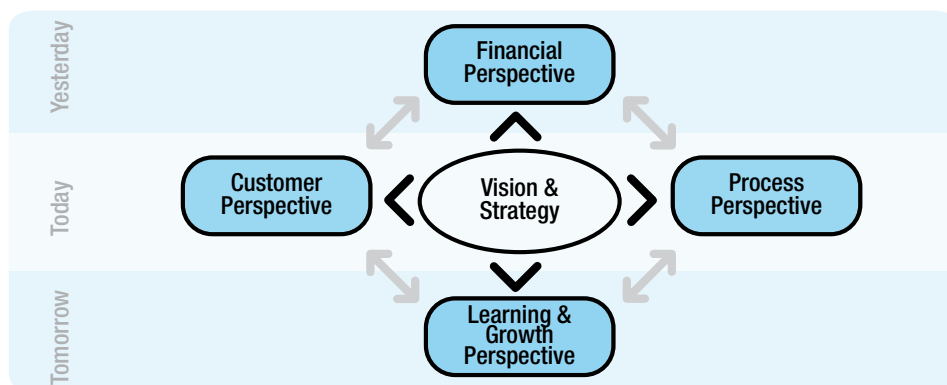 Yesterday
Financial
Perspective
Today
Customer
Perspective
Vision &
Strategy
Process
Perspective
Tomorrow
Learning &
Growth
Perspective